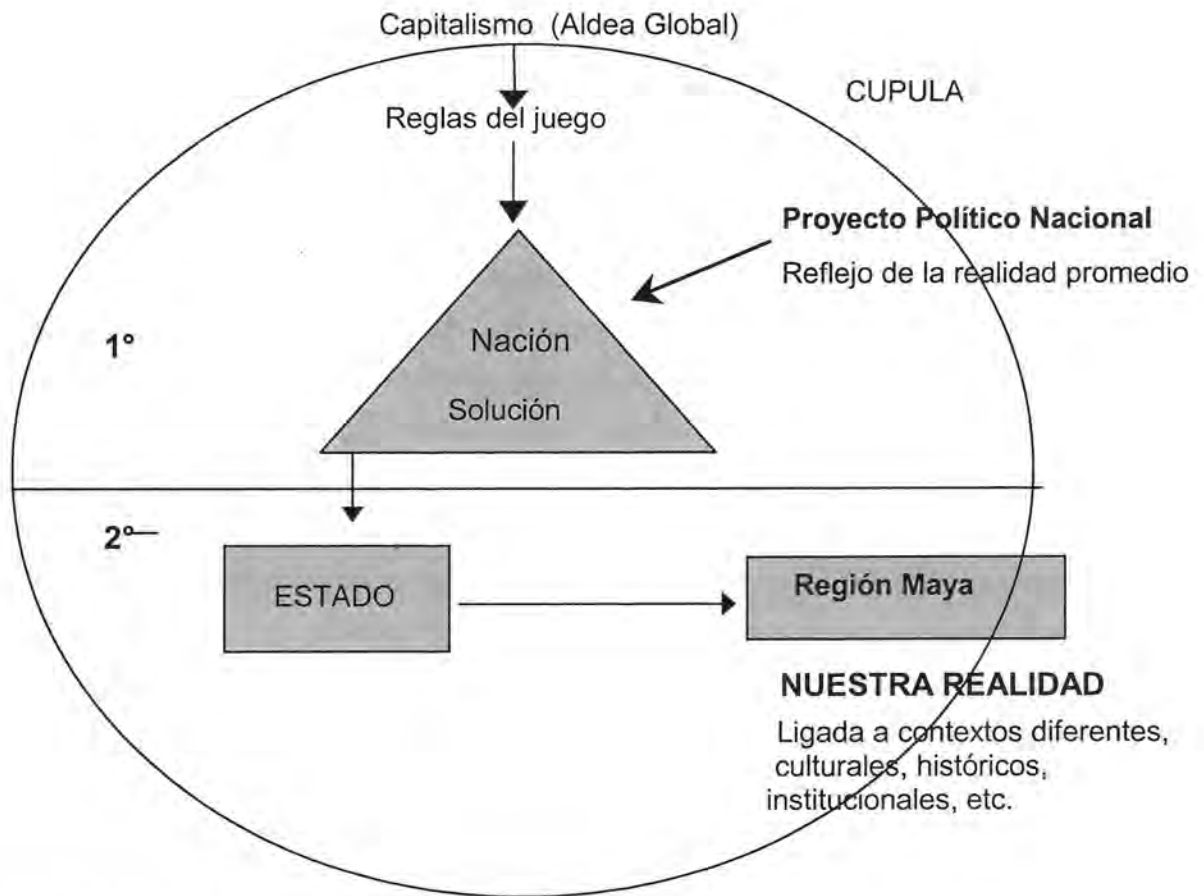 Capitalismo (Aldea Global)
CUPULA
Reglas del juego
Proyecto Político Nacional
Reflejo de la realidad promedio
1°
Nación
Solución
2°
ESTADO
Región Maya
NUESTRA REALIDAD
Ligada a contextos diferentes,
culturales, históricos,
institucionales, etc.